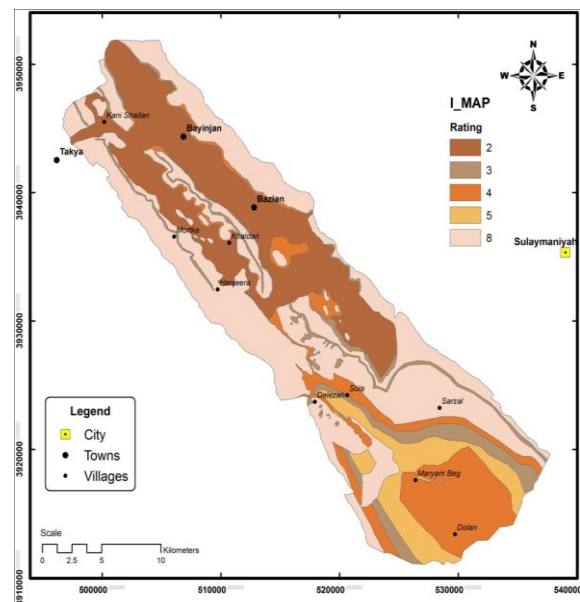 N
W E
S
I_MAP
Rating
2
3
4
5
8
Kani Shaitan
Bayinjan
Takya
Bazian
Mortka
Khaldan
Sulaymaniyah
Hanjeera
Delezah
Sola
Sarzal
Maryam Beg
Dolan
Legend
City
Towns
Villages
Scale
Kilometers
0 2.5 5 10
3950000
3940000
3930000
3920000
3910000
500000 510000 520000 530000 540000